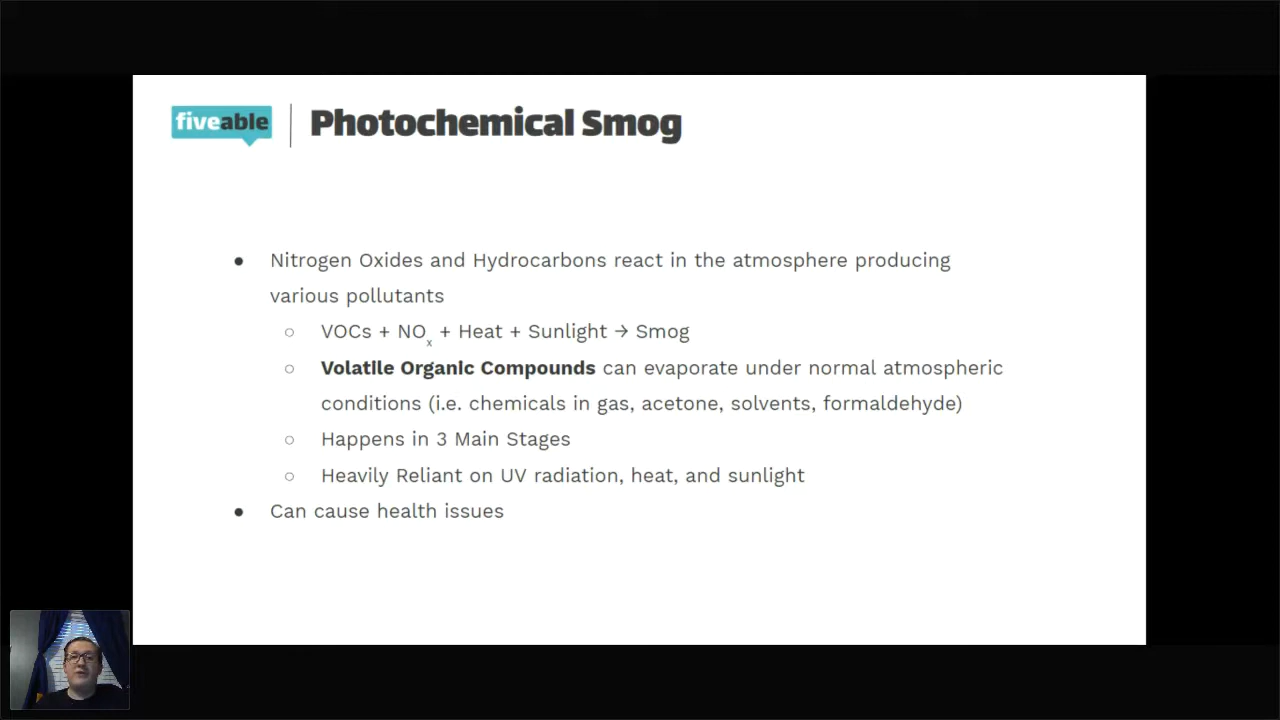 fiveable
Photochemical Smog
● Nitrogen Oxides and Hydrocarbons react in the atmosphere producing
various pollutants
○ VOCs + NOx + Heat + Sunlight → Smog
○ Volatile Organic Compounds can evaporate under normal atmospheric
conditions (i.e. chemicals in gas, acetone, solvents, formaldehyde)
○ Happens in 3 Main Stages
○ Heavily Reliant on UV radiation, heat, and sunlight
● Can cause health issues